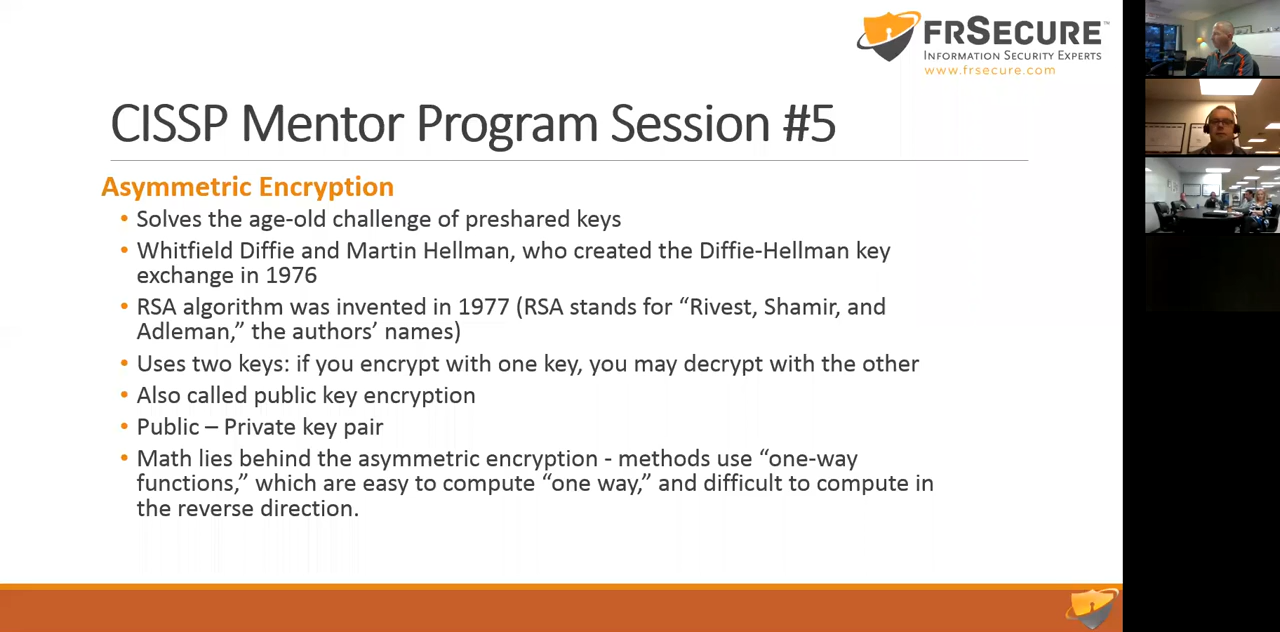 FRSECURE™
INFORMATION SECURITY EXPERTS
www.frsecure.com
CISSP Mentor Program Session #5
Asymmetric Encryption
• Solves the age-old challenge of preshared keys
• Whitfield Diffie and Martin Hellman, who created the Diffie-Hellman key
exchange in 1976
• RSA algorithm was invented in 1977 (RSA stands for “Rivest, Shamir, and
Adleman,” the authors’ names)
• Uses two keys: if you encrypt with one key, you may decrypt with the other
• Also called public key encryption
• Public – Private key pair
• Math lies behind the asymmetric encryption - methods use “one-way
functions,” which are easy to compute “one way,” and difficult to compute in
the reverse direction.